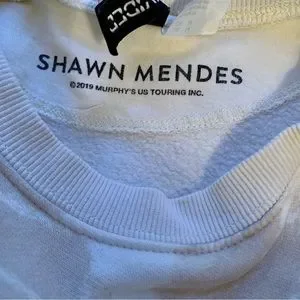 SHAWN MENDES
©2019 MURPHY'S US TOURING INC.